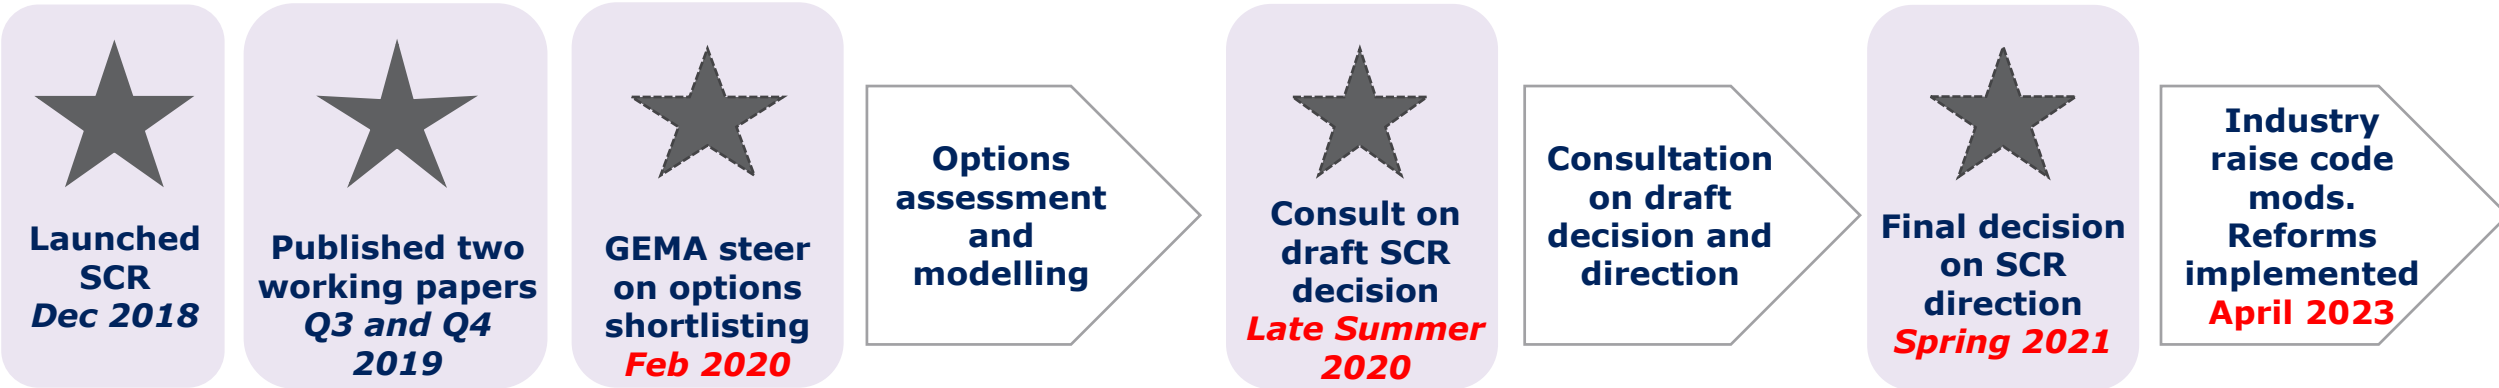 Launched
SCR
Dec 2018
Published two
working papers
Q3 and Q4
2019
GEMA steer
on options
shortlisting
Feb 2020
Options
assessment
and
modelling
Consult on
draft SCR
decision
Late Summer
2020
Consultation
on draft
decision and
direction
Final decision
on SCR
direction
Spring 2021
Industry
raise code
mods.
Reforms
implemented
April 2023